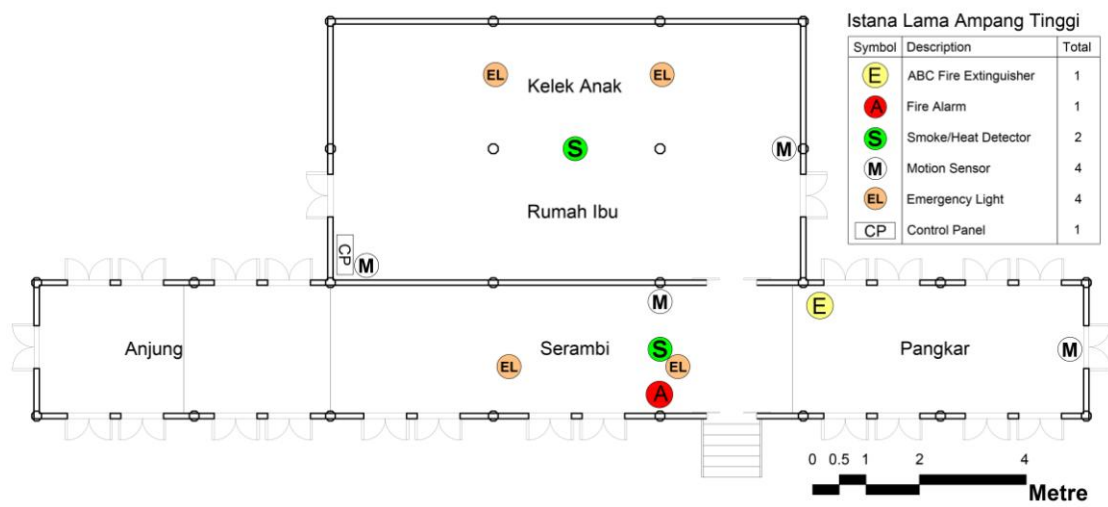 Istana Lama Ampang Tinggi
Symbol Description Total
E ABC Fire Extinguisher 1
A Fire Alarm 1
S Smoke/Heat Detector 2
M Motion Sensor 4
EL Emergency Light 4
CP Control Panel 1
EL EL
Kelek Anak
S M
Rumah Ibu
CP M
M E
Anjung Serambi S Pangkar M
EL EL
A
0 0.5 1 2 4
Metre